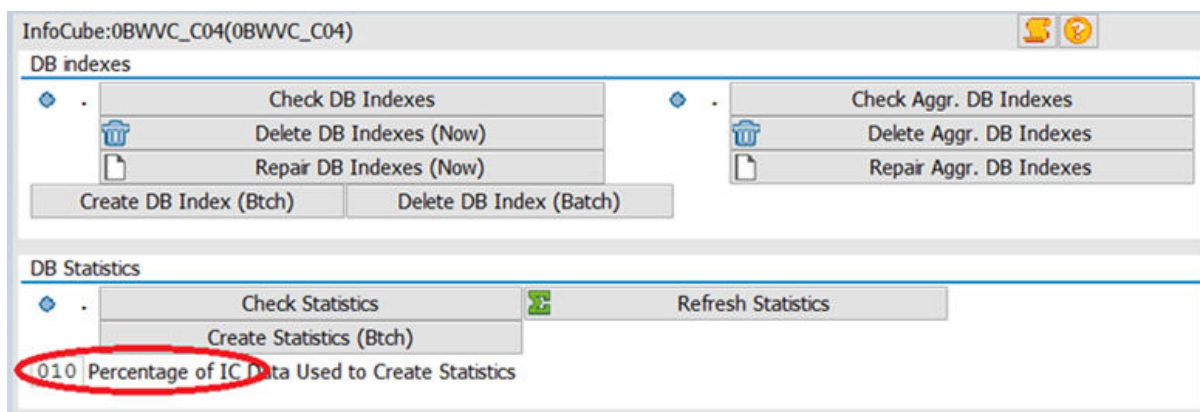 InfoCube:0BWVC_C04(0BWVC_C04)
DB indexes
. Check DB Indexes . Check Aggr. DB Indexes
Delete DB Indexes (Now) Delete Aggr. DB Indexes
Repair DB Indexes (Now) Repair Aggr. DB Indexes
Create DB Index (Btch) Delete DB Index (Batch)
DB Statistics
. Check Statistics Refresh Statistics
Create Statistics (Btch)
010 Percentage of IC Data Used to Create Statistics